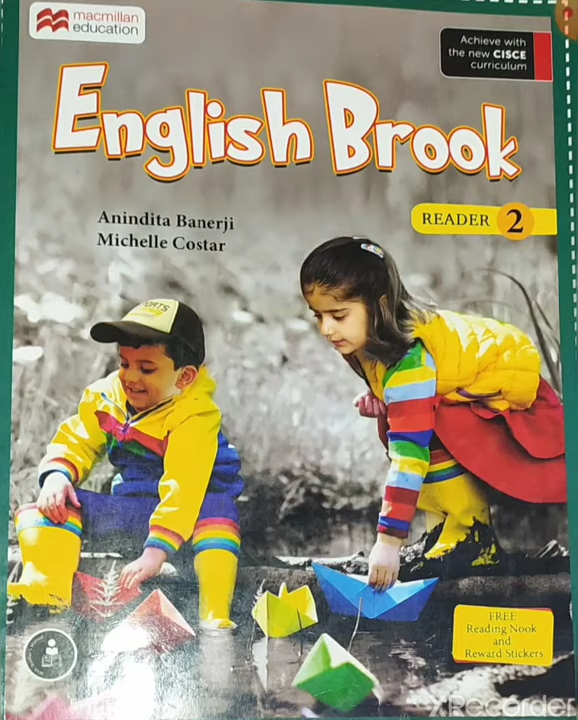 macmillan
education
Achieve with
the new CISCE
curriculum
English Brook
Anindita Banerji
Michelle Costar
READER 2
SPORTS
FREE
Reading Nook
and
Reward Stickers
XRecorder